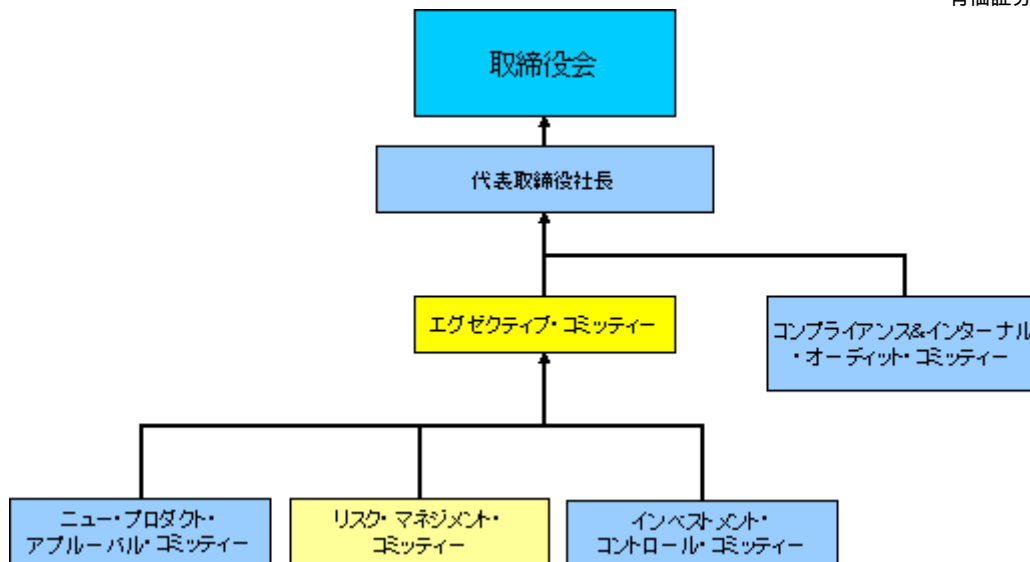 取締役会
代表取締役社長
エグゼクティブ・コミッティー
コンプライアンス&インターナル
・オーディット・コミッティー
ニュー・プロダクト・
アプルーバル・コミッティー
リスク・マネジメント・
コミッティー
インベストメント・
コントロール・コミッティー